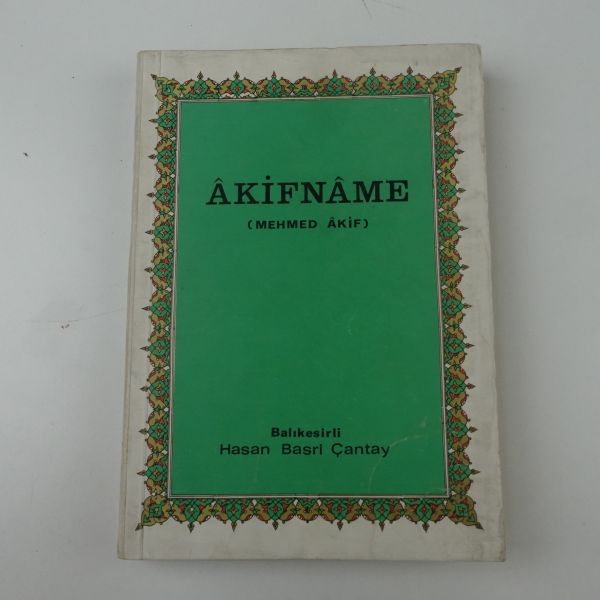 ÂKİFNÂME
(MEHMED ÂKİF)
Balıkesirli
Hasan Basri Çantay